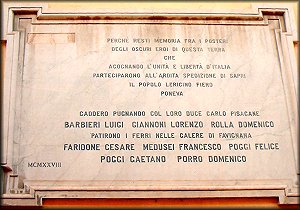 PERCHE RESTI MEMORIA TRA I POSTERI
DEGLI OSCURI EROI DI QUESTA TERRA
CHE
AGOGNANDO L'UNITÀ E LIBERTÀ D'ITALIA
PARTECIPARONO ALL'ARDITA SPEDIZIONE DI SAPRI
IL POPOLO LERICINO FIERO
PONEVA
CADDERO PUGNANDO COL LORO DUCE CARLO PISACANE
BARBIERI LUIGI GIANNONI LORENZO ROLLA DOMENICO
PATIRONO I FERRI NELLE GALERE DI FAVIGNANA
FARIDONE CESARE MEDUSEI FRANCESCO POGGI FELICE
POGGI GAETANO PORRO DOMENICO
MCMXXVIII